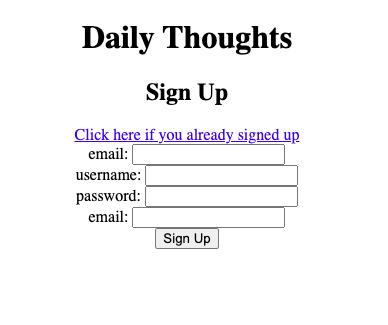 Daily Thoughts
Sign Up
Click here if you already signed up
email:
username:
password:
email:
Sign Up